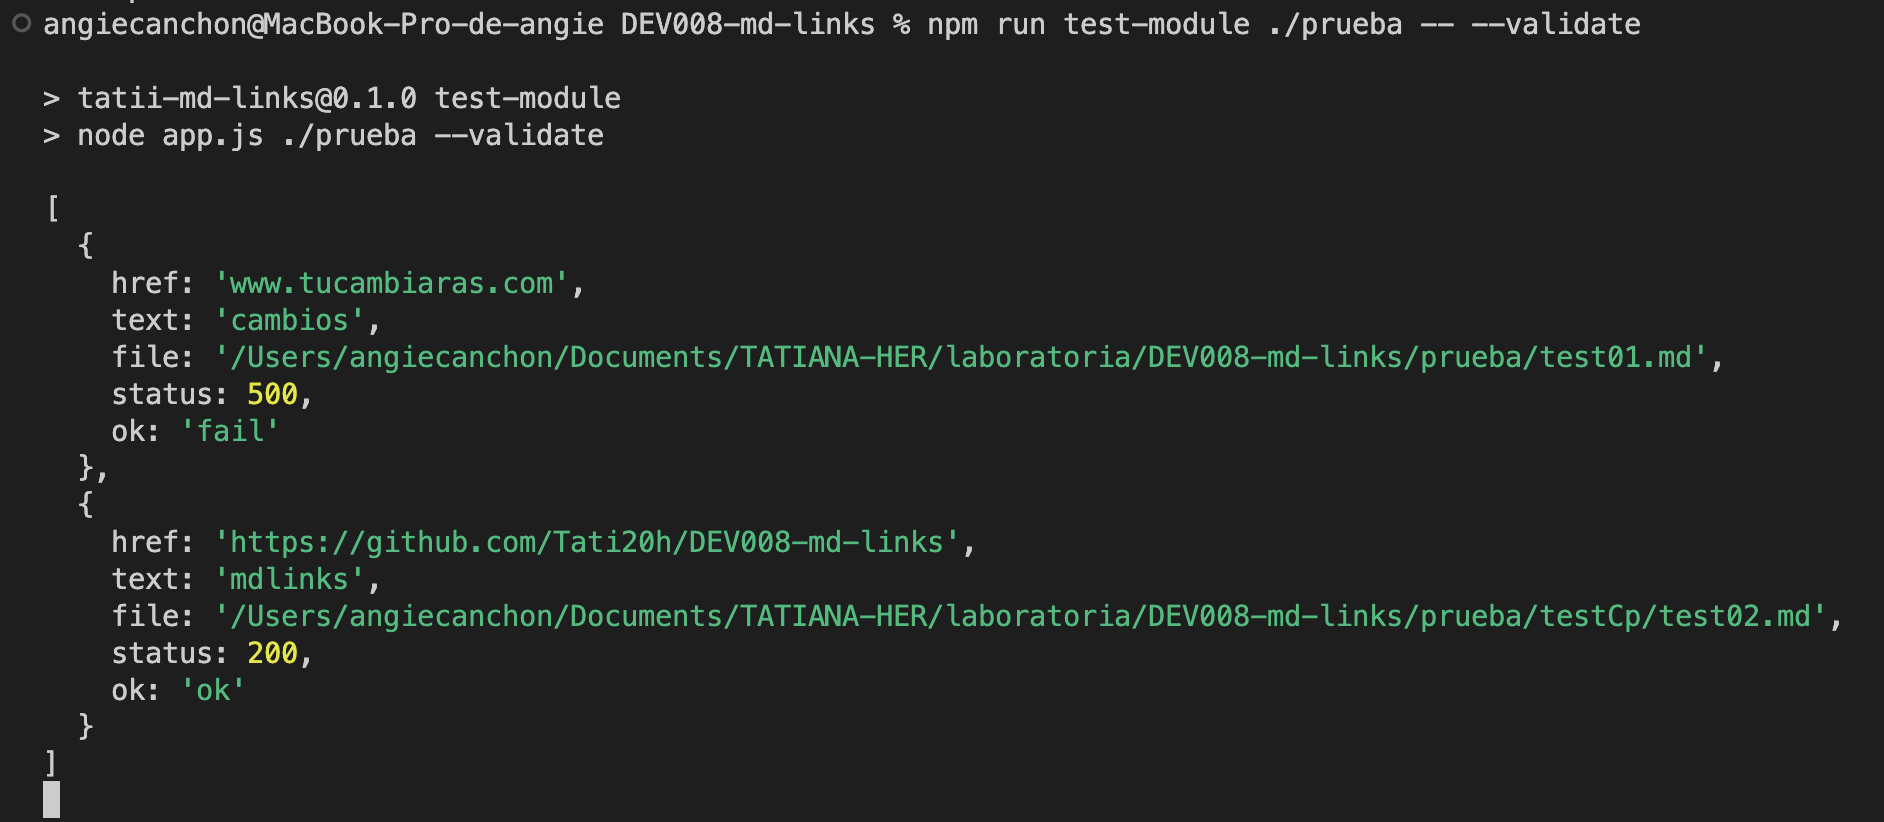 angiecanchon@MacBook-Pro-de-angie DEV008-md-links % npm run test-module ./prueba -- --validate
> tatii-md-links@0.1.0 test-module
> node app.js ./prueba --validate
[
  {
    href: 'www.tucambiaras.com',
    text: 'cambios',
    file: '/Users/angiecanchon/Documents/TATIANA-HER/laboratoria/DEV008-md-links/prueba/test01.md',
    status: 500,
    ok: 'fail'
  },
  {
    href: 'https://github.com/Tati20h/DEV008-md-links',
    text: 'mdlinks',
    file: '/Users/angiecanchon/Documents/TATIANA-HER/laboratoria/DEV008-md-links/prueba/testCp/test02.md',
    status: 200,
    ok: 'ok'
  }
]